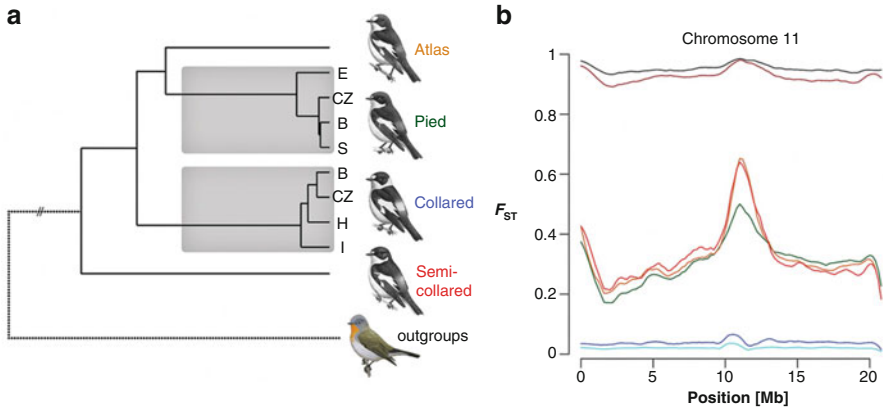 a
Atlas
E
CZ
B
S
Pied
B
CZ
H
I
Collared
Semi-
collared
outgroups
b
Chromosome 11
1
0.8
0.6
0.4
0.2
0
FST
0
5
10
15
20
Position [Mb]